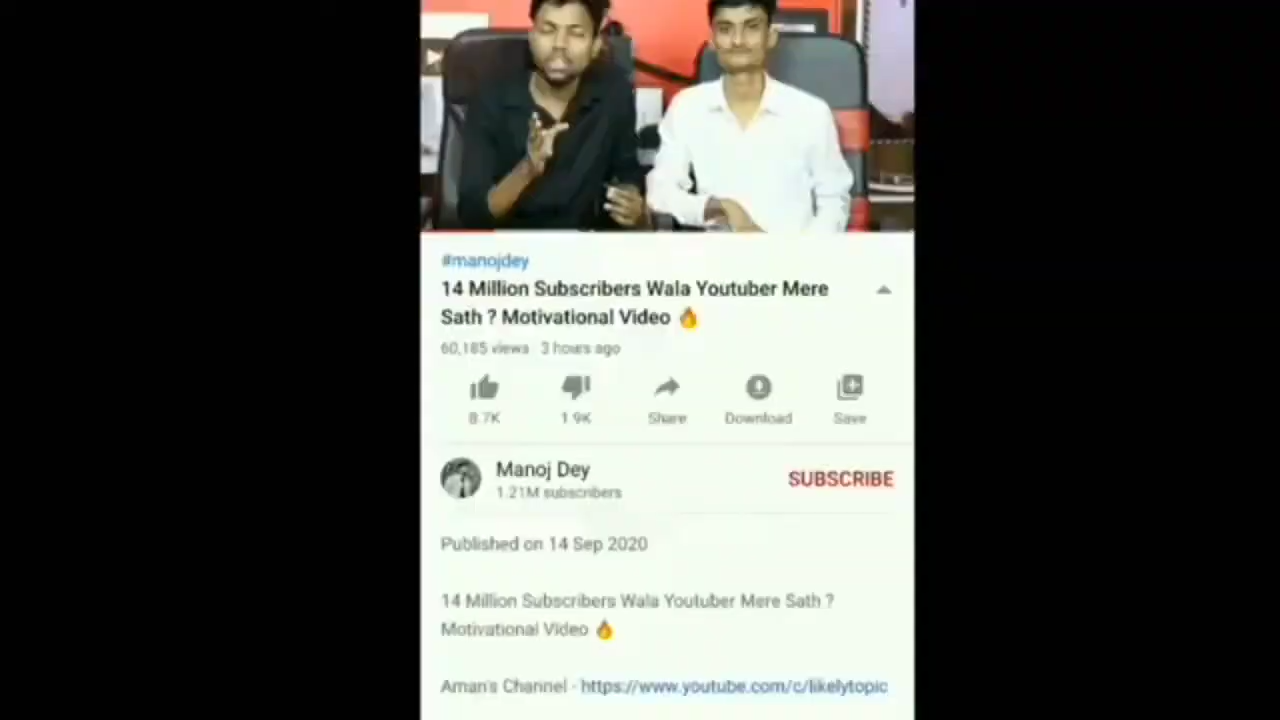 #manojdey
14 Million Subscribers Wala Youtuber Mere
Sath ? Motivational Video 🔥
60,185 views 3 hours ago
8.7K 1.9K Share Download Save
Manoj Dey
1.21M subscribers
SUBSCRIBE
Published on 14 Sep 2020
14 Million Subscribers Wala Youtuber Mere Sath ?
Motivational Video 🔥
Aman's Channel - https://www.youtube.com/c/likelytopic